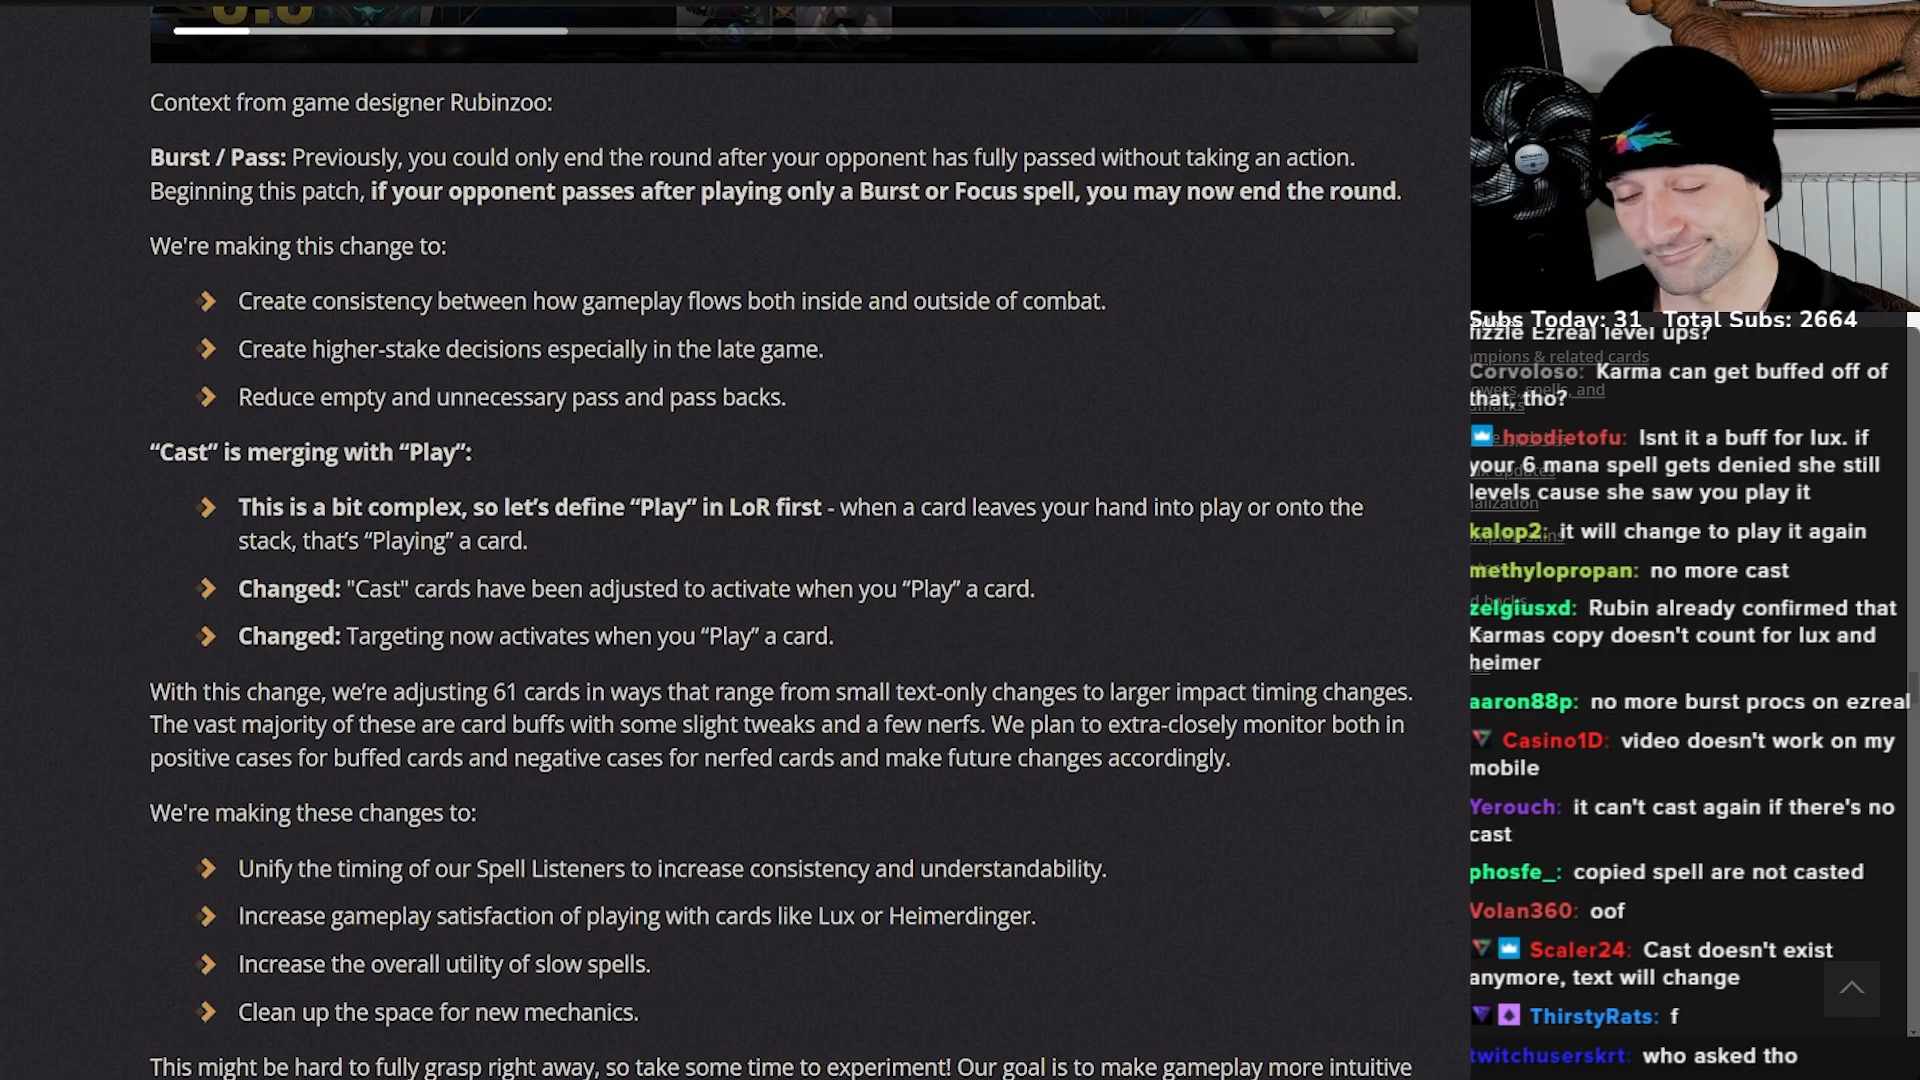 Context from game designer Rubinzoo:
Burst / Pass: Previously, you could only end the round after your opponent has fully passed without taking an action.
Beginning this patch, if your opponent passes after playing only a Burst or Focus spell, you may now end the round.
We're making this change to:
Create consistency between how gameplay flows both inside and outside of combat.
Create higher-stake decisions especially in the late game.
Reduce empty and unnecessary pass and pass backs.
“Cast” is merging with “Play”:
This is a bit complex, so let’s define “Play” in LoR first - when a card leaves your hand into play or onto the
stack, that’s “Playing” a card.
Changed: "Cast" cards have been adjusted to activate when you “Play” a card.
Changed: Targeting now activates when you “Play” a card.
With this change, we’re adjusting 61 cards in ways that range from small text-only changes to larger impact timing changes.
The vast majority of these are card buffs with some slight tweaks and a few nerfs. We plan to extra-closely monitor both in
positive cases for buffed cards and negative cases for nerfed cards and make future changes accordingly.
We're making these changes to:
Unify the timing of our Spell Listeners to increase consistency and understandability.
Increase gameplay satisfaction of playing with cards like Lux or Heimerdinger.
Increase the overall utility of slow spells.
Clean up the space for new mechanics.
This might be hard to fully grasp right away, so take some time to experiment! Our goal is to make gameplay more intuitive
Subs Today: 31 Total Subs: 2664
fizzle Ezreal level ups?
mpions & related cards
Corvoloso: Karma can get buffed off of
owers, spells, and
that, tho?
hoodietofu: Isnt it a buff for lux. if
your 6 mana spell gets denied she still
levels cause she saw you play it
kalop2: it will change to play it again
methylopropan: no more cast
zelgiusxd: Rubin already confirmed that
Karmas copy doesn't count for lux and
heimer
aaron88p: no more burst procs on ezreal
Casino1D: video doesn't work on my
mobile
Yerouch: it can't cast again if there's no
cast
phosfe_: copied spell are not casted
Volan360: oof
Scaler24: Cast doesn't exist
anymore, text will change
ThirstyRats: f
twitchuserskrt: who asked tho